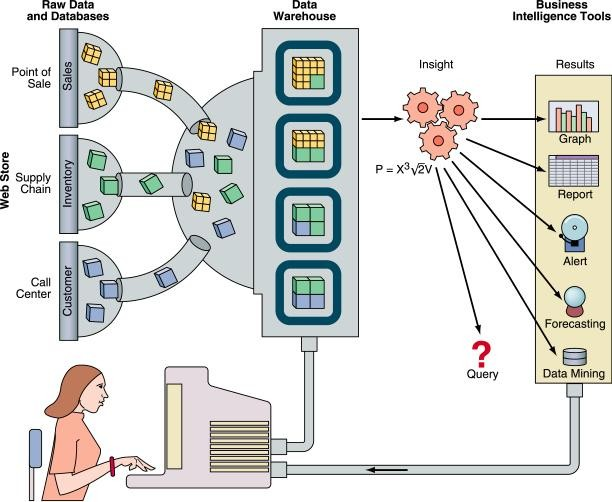 Raw Data
and Databases
Data
Warehouse
Business
Intelligence Tools
Web Store
Point of
Sale
Sales
Supply
Chain
Inventory
Call
Center
Customer
Insight
P = X³√2V
Results
Graph
Report
Alert
Forecasting
Data Mining
?
Query